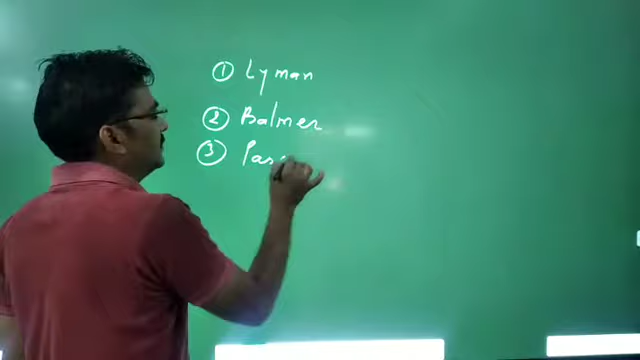 ① Lyman
② Balmer
③ Pas